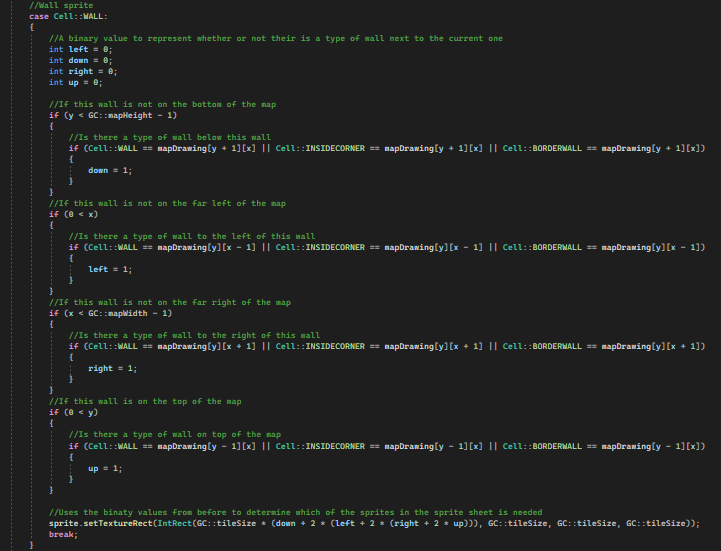 //Wall sprite
case Cell::WALL:
{
//A binary value to represent whether or not their is a type of wall next to the current one
int left = 0;
int down = 0;
int right = 0;
int up = 0;
//If this wall is not on the bottom of the map
if (y < GC::mapHeight - 1)
{
//Is there a type of wall below this wall
if (Cell::WALL == mapDrawing[y + 1][x] || Cell::INSIDECORNER == mapDrawing[y + 1][x] || Cell::BORDERWALL == mapDrawing[y + 1][x])
{
down = 1;
}
}
//If this wall is not on the far left of the map
if (0 < x)
{
//Is there a type of wall to the left of this wall
if (Cell::WALL == mapDrawing[y][x - 1] || Cell::INSIDECORNER == mapDrawing[y][x - 1] || Cell::BORDERWALL == mapDrawing[y][x - 1])
{
left = 1;
}
}
//If this wall is not on the far right of the map
if (x < GC::mapWidth - 1)
{
//Is there a type of wall to the right of this wall
if (Cell::WALL == mapDrawing[y][x + 1] || Cell::INSIDECORNER == mapDrawing[y][x + 1] || Cell::BORDERWALL == mapDrawing[y][x + 1])
{
right = 1;
}
}
//If this wall is on the top of the map
if (0 < y)
{
//Is there a type of wall on top of the map
if (Cell::WALL == mapDrawing[y - 1][x] || Cell::INSIDECORNER == mapDrawing[y - 1][x] || Cell::BORDERWALL == mapDrawing[y - 1][x])
{
up = 1;
}
}
//Uses the binaty values from before to determine which of the sprites in the sprite sheet is needed
sprite.setTextureRect(IntRect(GC::tileSize * (down + 2 * (left + 2 * (right + 2 * up))), GC::tileSize, GC::tileSize, GC::tileSize));
break;
}